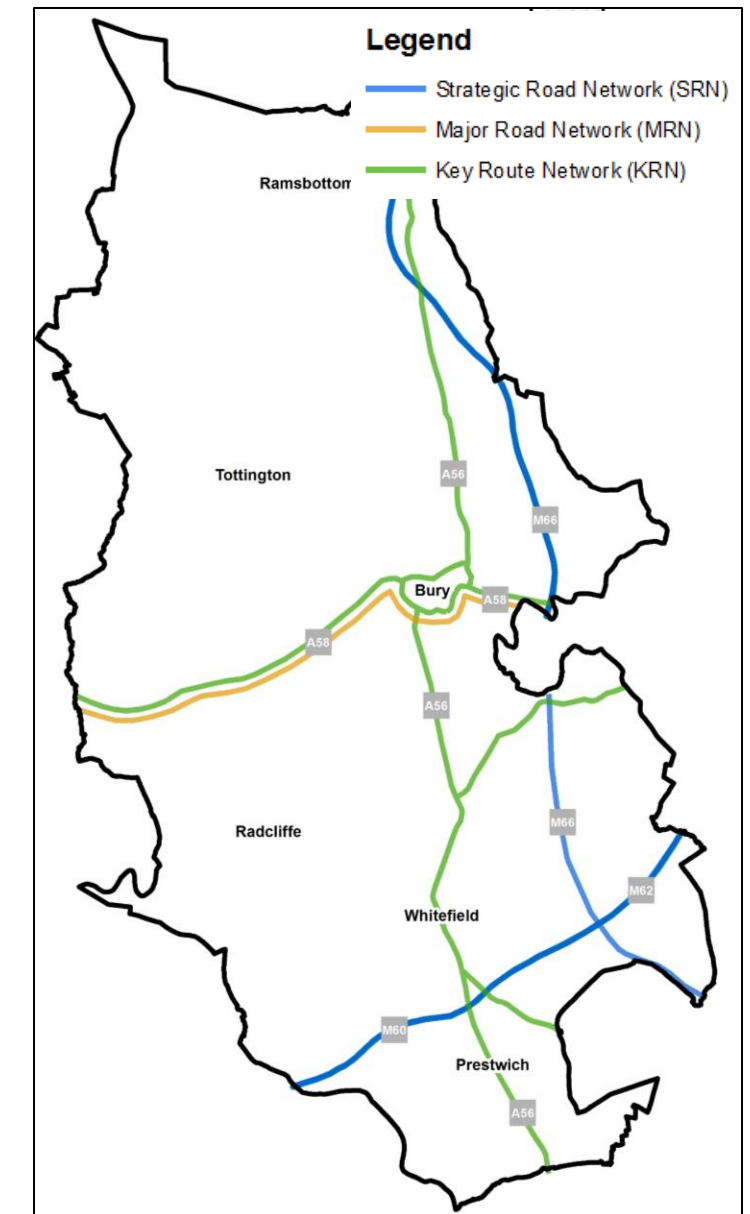 Legend
Strategic Road Network (SRN)
Major Road Network (MRN)
Key Route Network (KRN)
Ramsbottom
A56
Tottington
M66
Bury
A58
A58
A56
Radcliffe
M66
M62
Whitefield
M60
Prestwich
A56